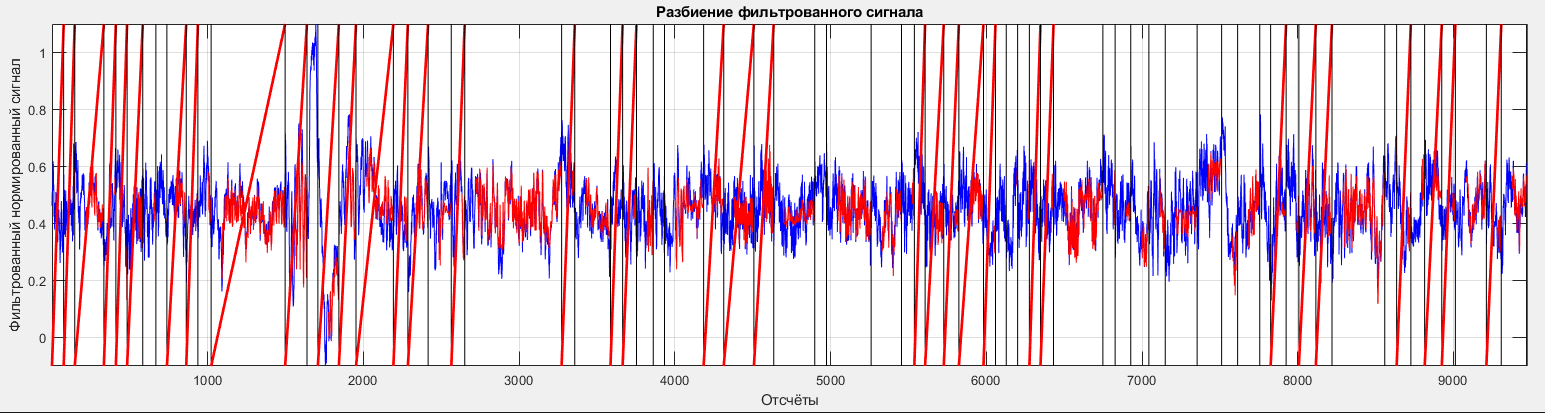 Разбиение фильтрованного сигнала
Фильтрованный нормированный сигнал
1
0.8
0.6
0.4
0.2
0
1000 2000 3000 4000 5000 6000 7000 8000 9000
Отсчёты